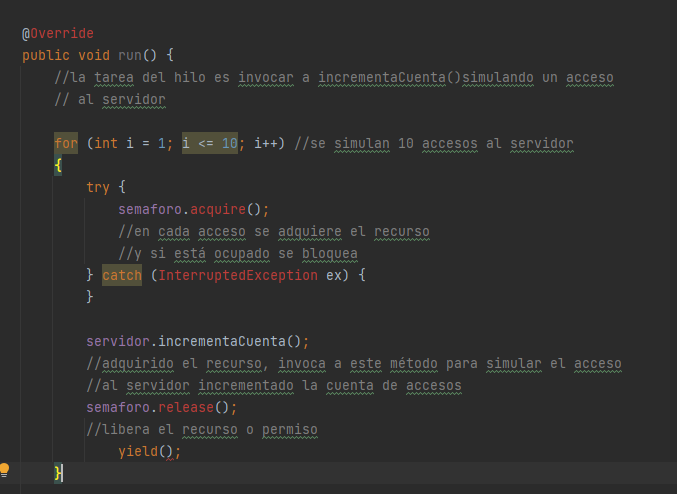 @Override
public void run() {
//la tarea del hilo es invocar a incrementaCuenta()simulando un acceso
// al servidor
for (int i = 1; i <= 10; i++) //se simulan 10 accesos al servidor
{
try {
semaforo.acquire();
//en cada acceso se adquiere el recurso
//y si está ocupado se bloquea
} catch (InterruptedException ex) {
}
servidor.incrementaCuenta();
//adquirido el recurso, invoca a este método para simular el acceso
//al servidor incrementado la cuenta de accesos
semaforo.release();
//libera el recurso o permiso
yield();
}